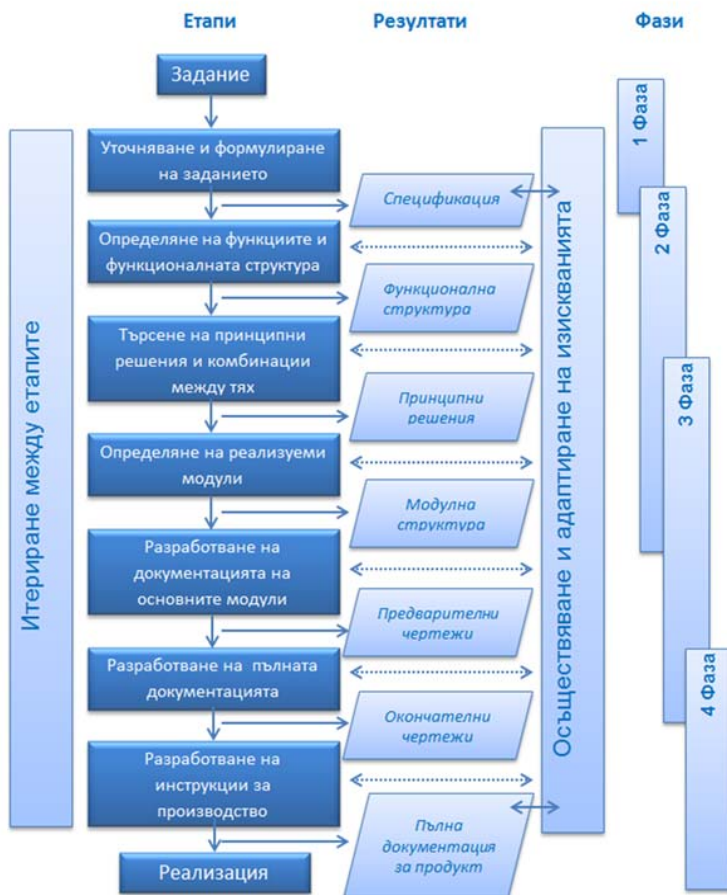 Етапи
Резултати
Фази
Задание
Уточняване и формулиране
на заданието
Спецификация
Определяне на функциите и
функционалната структура
Функционална
структура
Търсене на принципни
решения и комбинации
между тях
Принципни
решения
Определяне на реализуеми
модули
Модулна
структура
Разработване на
документацията на
основните модули
Предварителни
чертежи
Разработване на пълната
документацията
Окончателни
чертежи
Разработване на
инструкции за
производство
Пълна
документация
за продукт
Реализация
Итериране между етапите
Осъществяване и адаптиране на изискванията
1 Фаза
2 Фаза
3 Фаза
4 Фаза